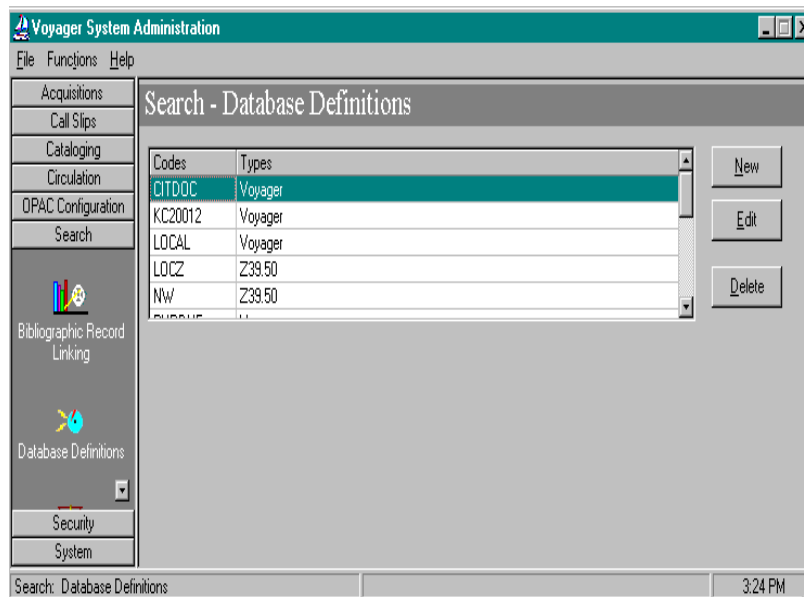 Voyager System Administration
File Functions Help
Acquisitions
Call Slips
Cataloging
Circulation
OPAC Configuration
Search
Bibliographic Record
Linking
Database Definitions
Security
System
Search - Database Definitions
Codes Types
CITDOC Voyager
KC20012 Voyager
LOCAL Voyager
LOCZ Z39.50
NW Z39.50
New
Edit
Delete
Search: Database Definitions 3:24 PM